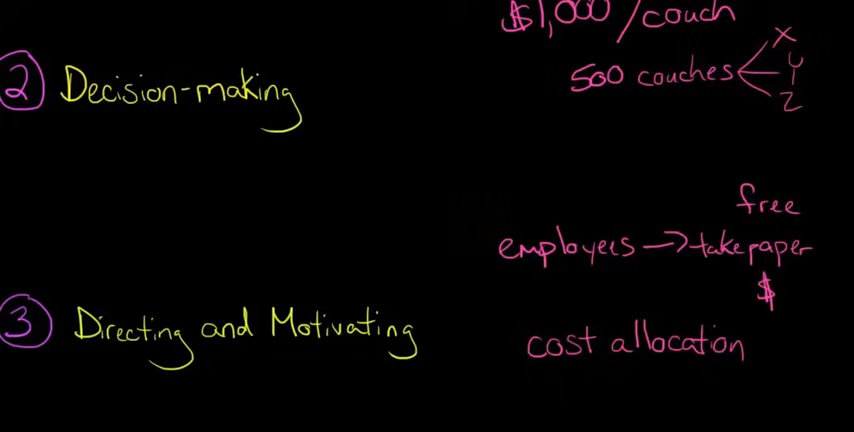 $1,000/couch
② Decision-making
500 couches
X
Y
Z
free
employees → take paper
$
③ Directing and Motivating
cost allocation